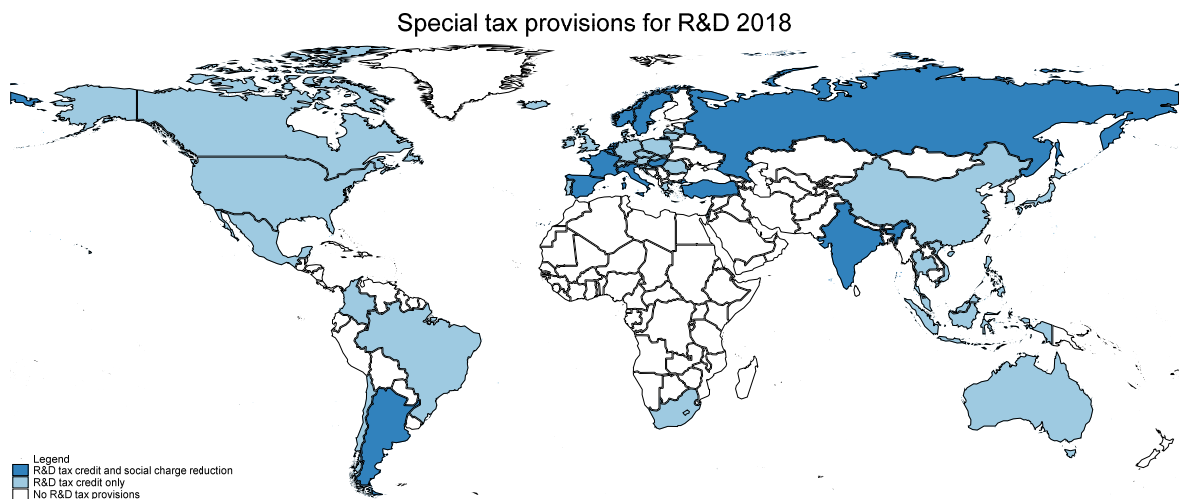 Special tax provisions for R&D 2018
Legend
R&D tax credit and social charge reduction
R&D tax credit only
No R&D tax provisions